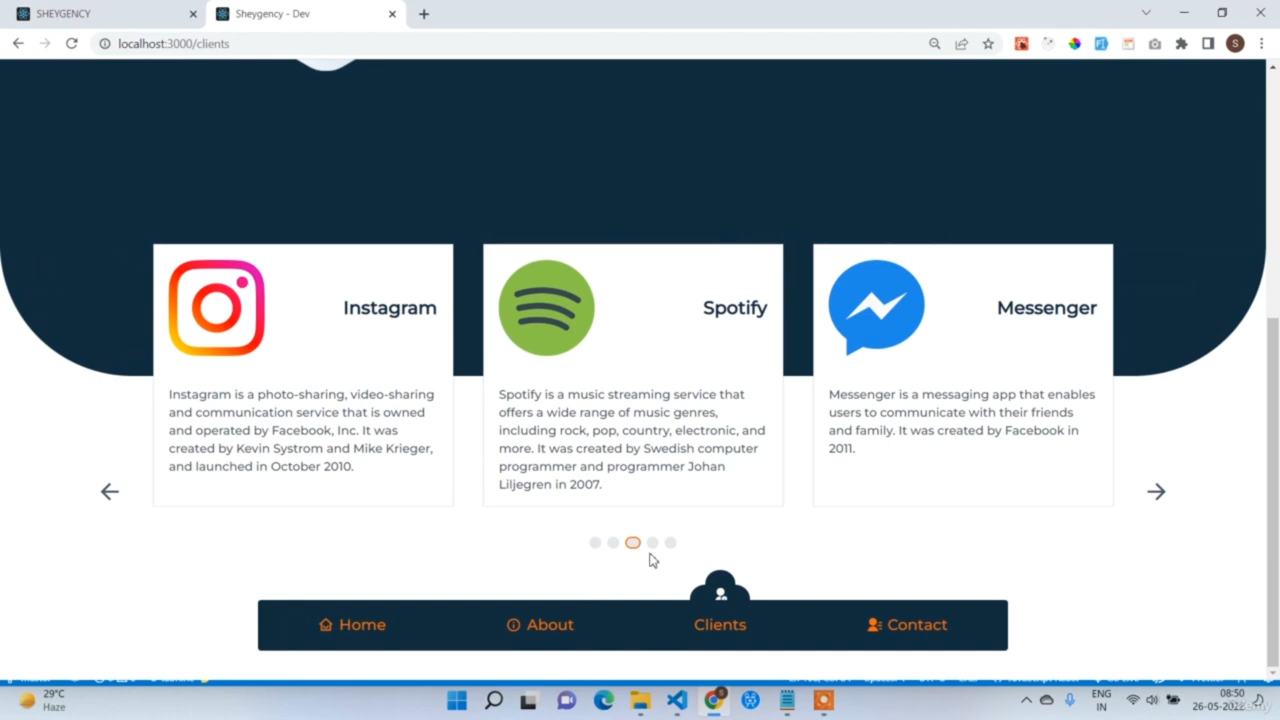 SHEYGENCY
Sheygency - Dev
localhost:3000/clients
S
Instagram
Spotify
Messenger
Instagram is a photo-sharing, video-sharing
and communication service that is owned
and operated by Facebook, Inc. It was
created by Kevin Systrom and Mike Krieger,
and launched in October 2010.
Spotify is a music streaming service that
offers a wide range of music genres,
including rock, pop, country, electronic, and
more. It was created by Swedish computer
programmer and programmer Johan
Liljegren in 2007.
Messenger is a messaging app that enables
users to communicate with their friends
and family. It was created by Facebook in
2011.
Home
About
Clients
Contact
29°C
Haze
ENG
IN
08:50
26-05-2022